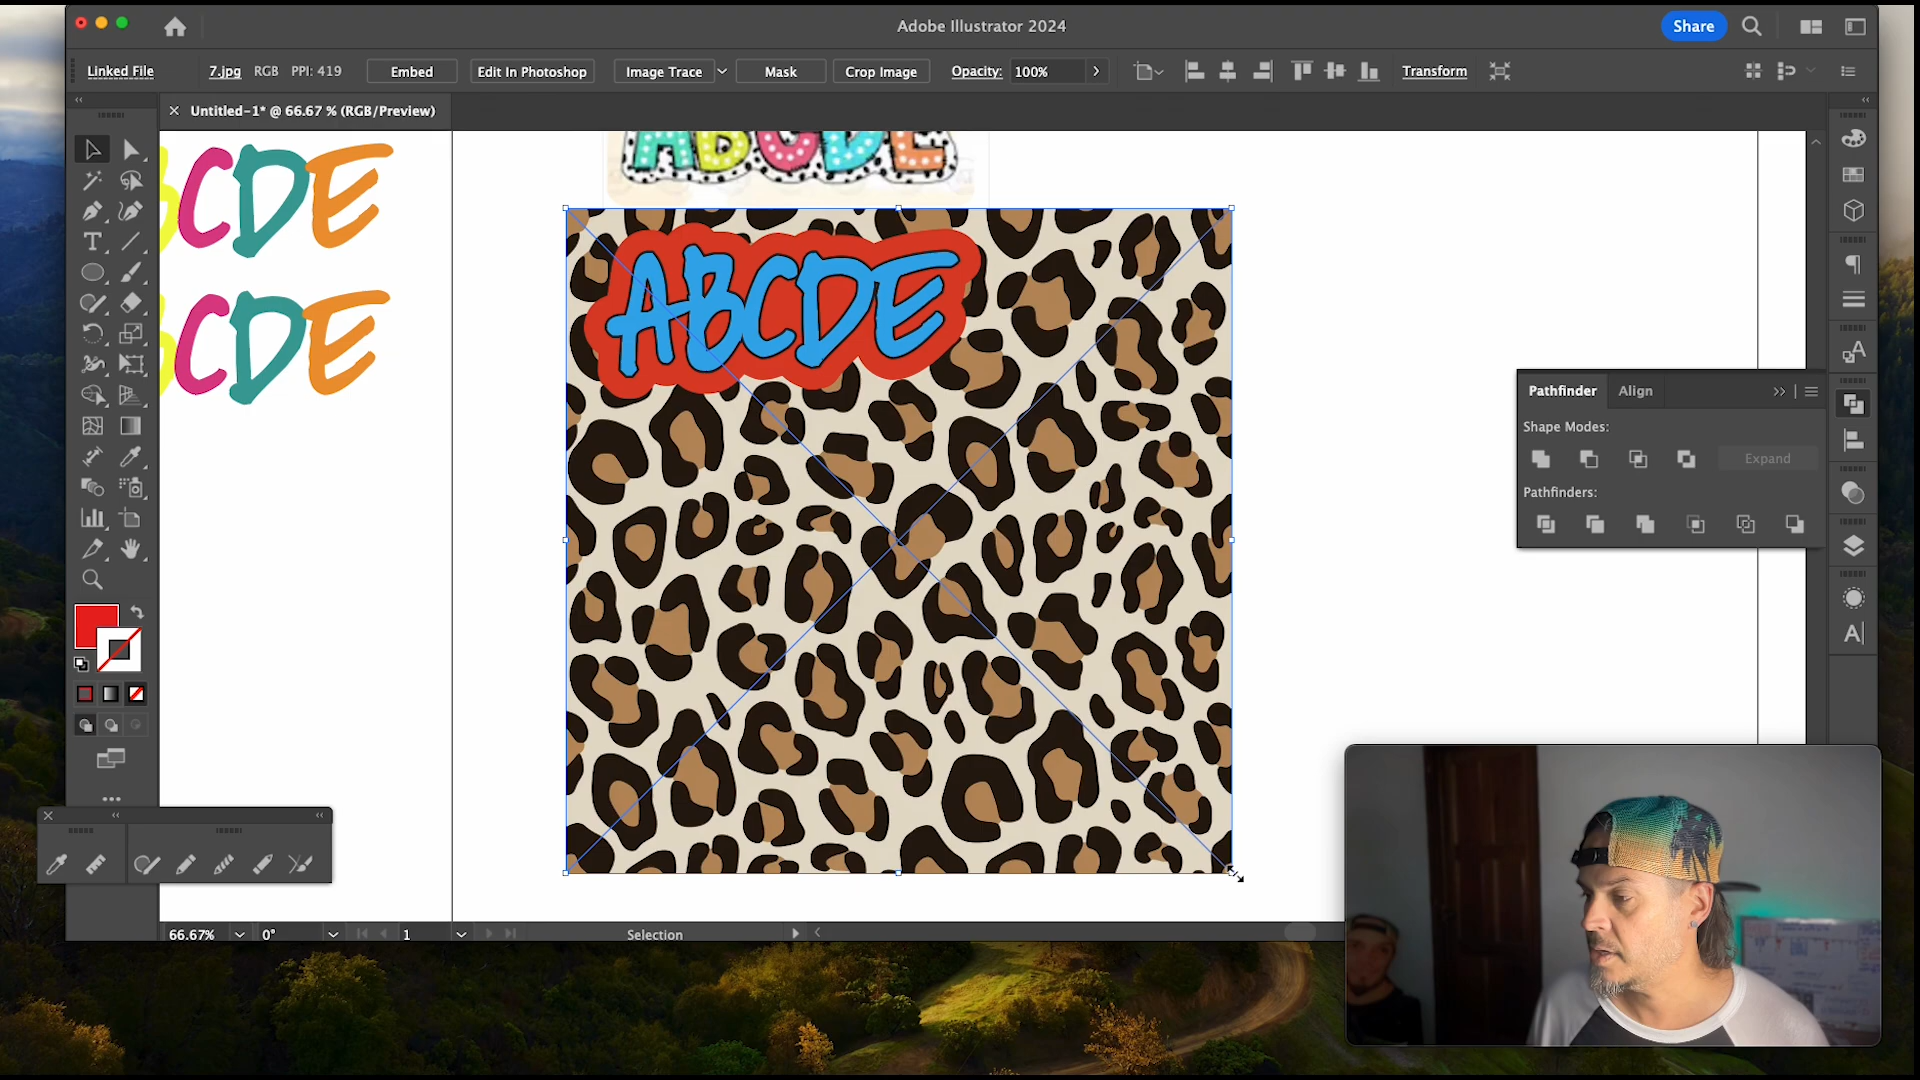 Adobe Illustrator 2024
Share
Linked File
7.jpg
RGB
PPI: 419
Embed
Edit In Photoshop
Image Trace
Mask
Crop Image
Opacity:
100%
Transform
Untitled-1* @ 66.67 % (RGB/Preview)
ABCDE
CDE
ABCDE
CDE
Pathfinder
Align
Shape Modes:
Expand
Pathfinders:
66.67%
0°
1
Selection